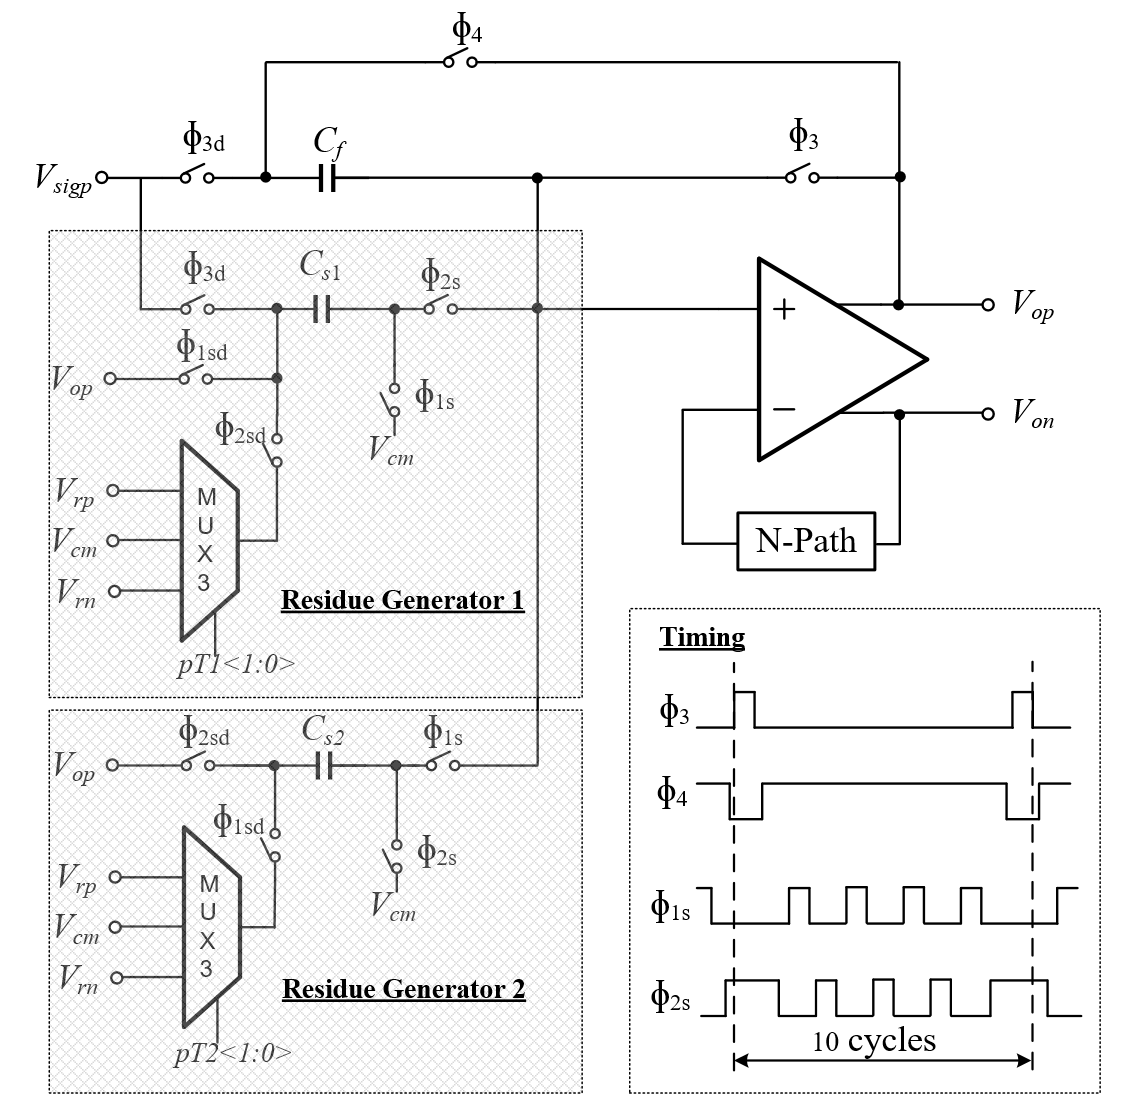 ϕ4
ϕ3d
Cf
ϕ3
Vsigp
ϕ3d
Cs1
ϕ2s
Vop
ϕ1sd
ϕ1s
Vcm
ϕ2sd
Vrp
Vcm
Vrn
MUX3
Residue Generator 1
pT1<1:0>
+
−
Vop
Von
N-Path
Vop
ϕ2sd
Cs2
ϕ1s
ϕ1sd
ϕ2s
Vcm
Vrp
Vcm
Vrn
MUX3
Residue Generator 2
pT2<1:0>
Timing
ϕ3
ϕ4
ϕ1s
ϕ2s
10 cycles